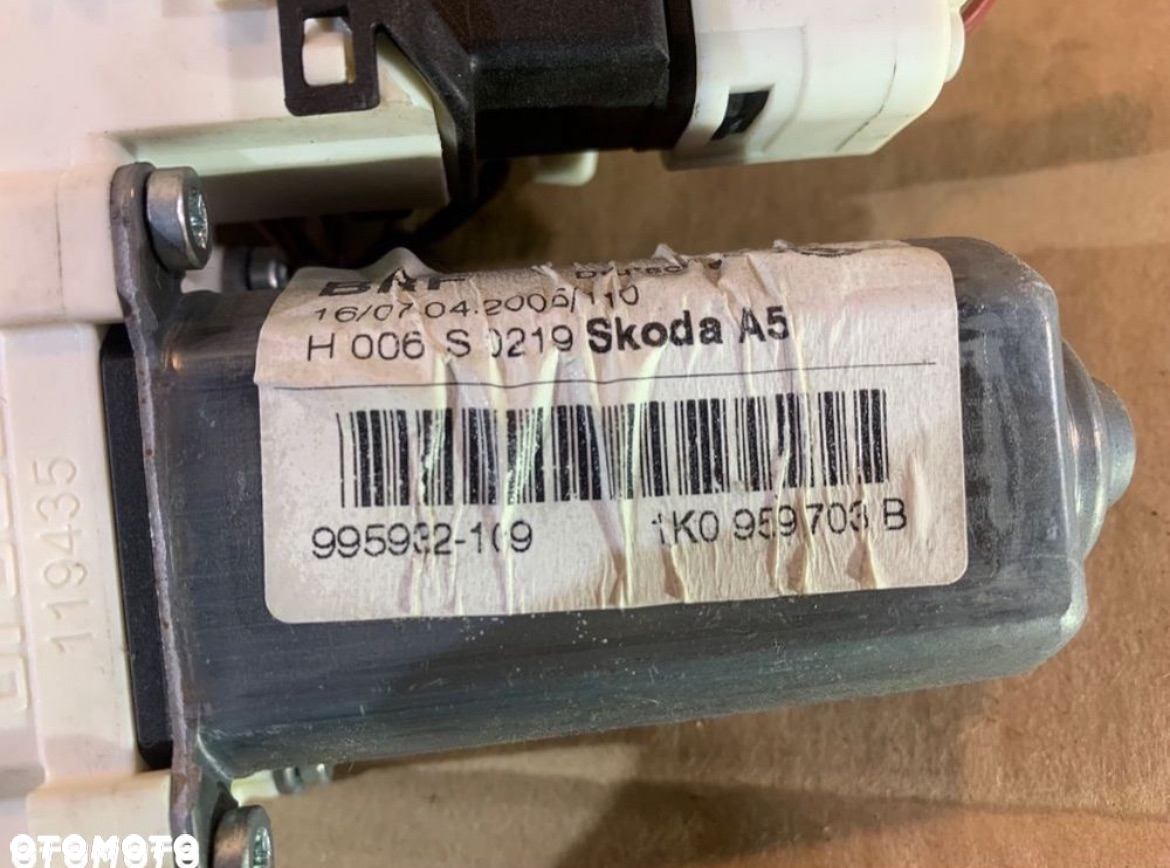 16/07 04.2006/110
H 006 S 0219 Skoda A5
995932-109
1K0 959 703 B
119435
OTOMOTO